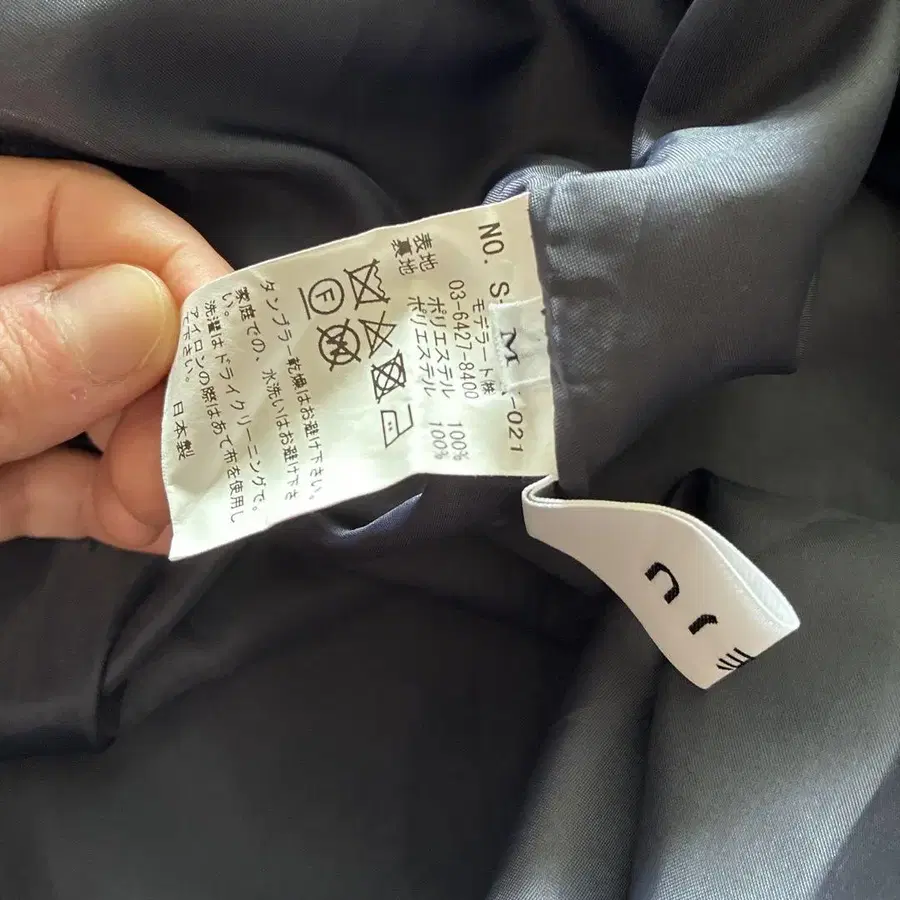 NO. S-
M
-021
モデラート㈱
03-6427-8400
表地 ポリエステル 100%
裏地 ポリエステル 100%
F
W
タンブラー乾燥はお避け下さい。
家庭での、水洗いはお避け下さ
い。
洗濯はドライクリーニングで。
アイロンの際はあて布を使用し
て下さい。
日本製